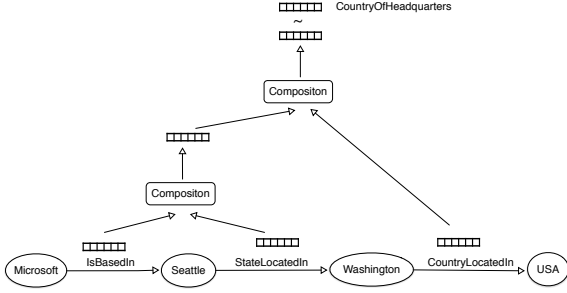 CountryOfHeadquarters
~
Compositon
Compositon
IsBasedIn
StateLocatedIn
CountryLocatedIn
Microsoft
Seattle
Washington
USA